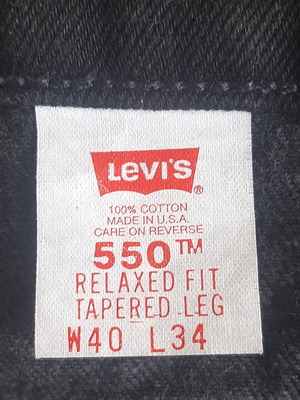 LEVI'S
®
100% COTTON
MADE IN U.S.A.
CARE ON REVERSE
550™
RELAXED FIT
TAPERED LEG
W40 L34